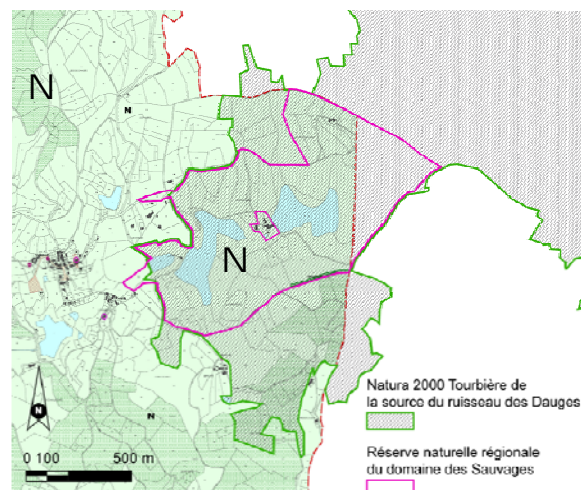 N
N
N
N
N
N
0 100 500 m
Natura 2000 Tourbière de
la source du ruisseau des Dauges
Réserve naturelle régionale
du domaine des Sauvages